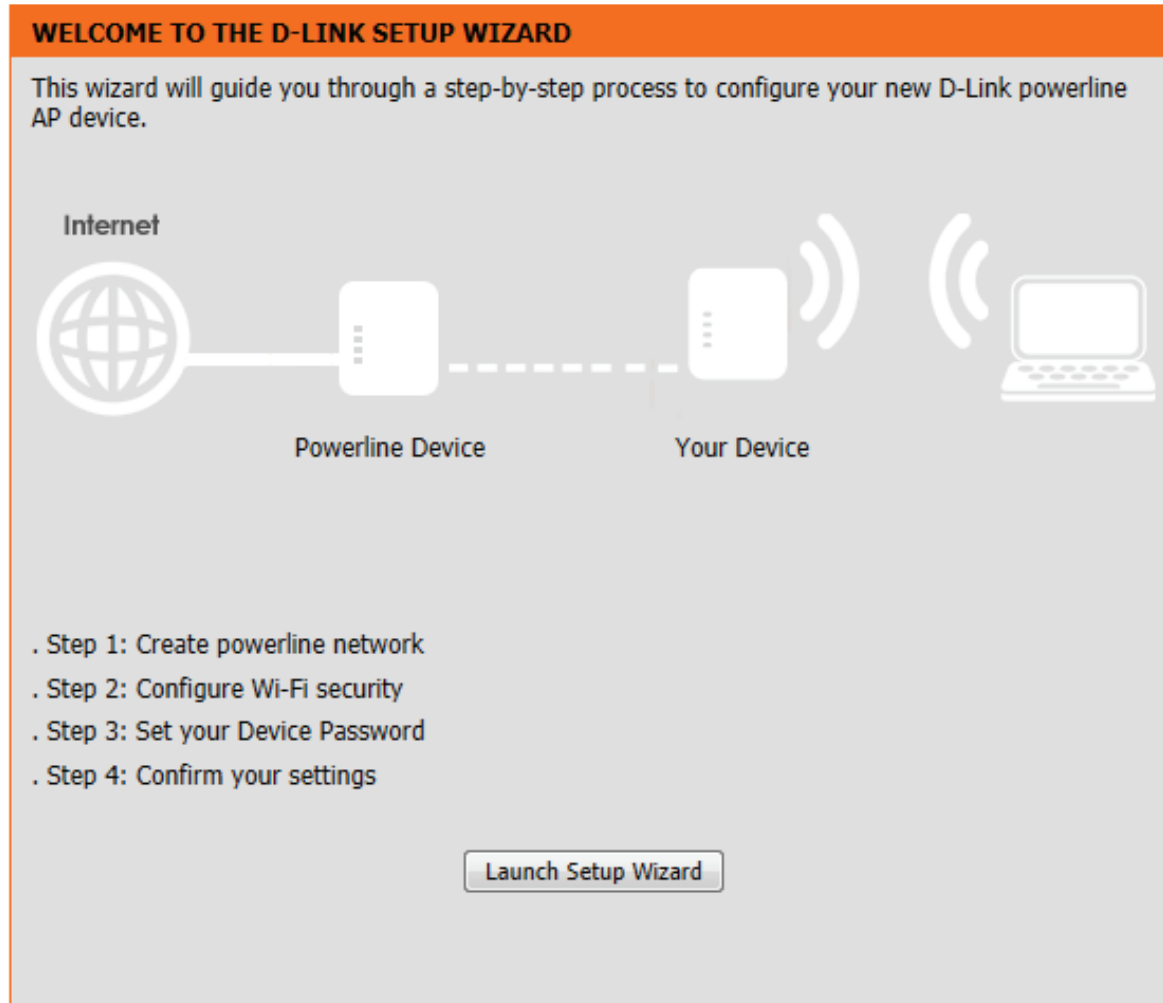 WELCOME TO THE D-LINK SETUP WIZARD
This wizard will guide you through a step-by-step process to configure your new D-Link powerline
AP device.
Internet
Powerline Device
Your Device
. Step 1: Create powerline network
. Step 2: Configure Wi-Fi security
. Step 3: Set your Device Password
. Step 4: Confirm your settings
Launch Setup Wizard